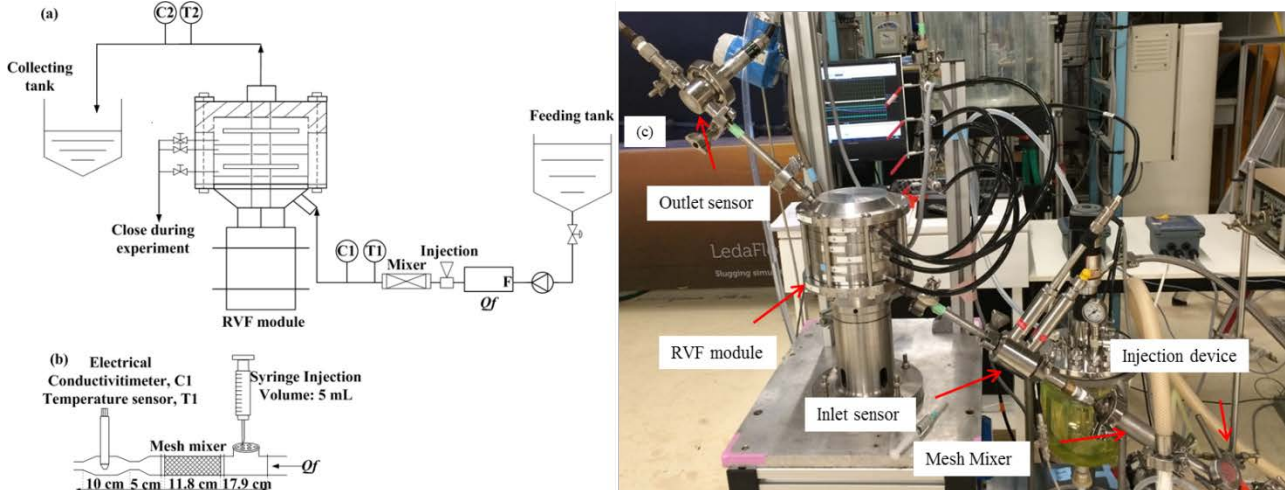 (a)
C2
T2
Collecting
tank
Feeding tank
Close during
experiment
C1
T1
Injection
Mixer
F
Qf
RVF module
(b)
Electrical
Conductivitimeter, C1
Temperature sensor, T1
Syringe Injection
Volume: 5 mL
Mesh mixer
Qf
10 cm
5 cm
11.8 cm
17.9 cm
(c)
Outlet sensor
LedaFl
Slugging simu
RVF module
Injection device
Inlet sensor
Mesh Mixer